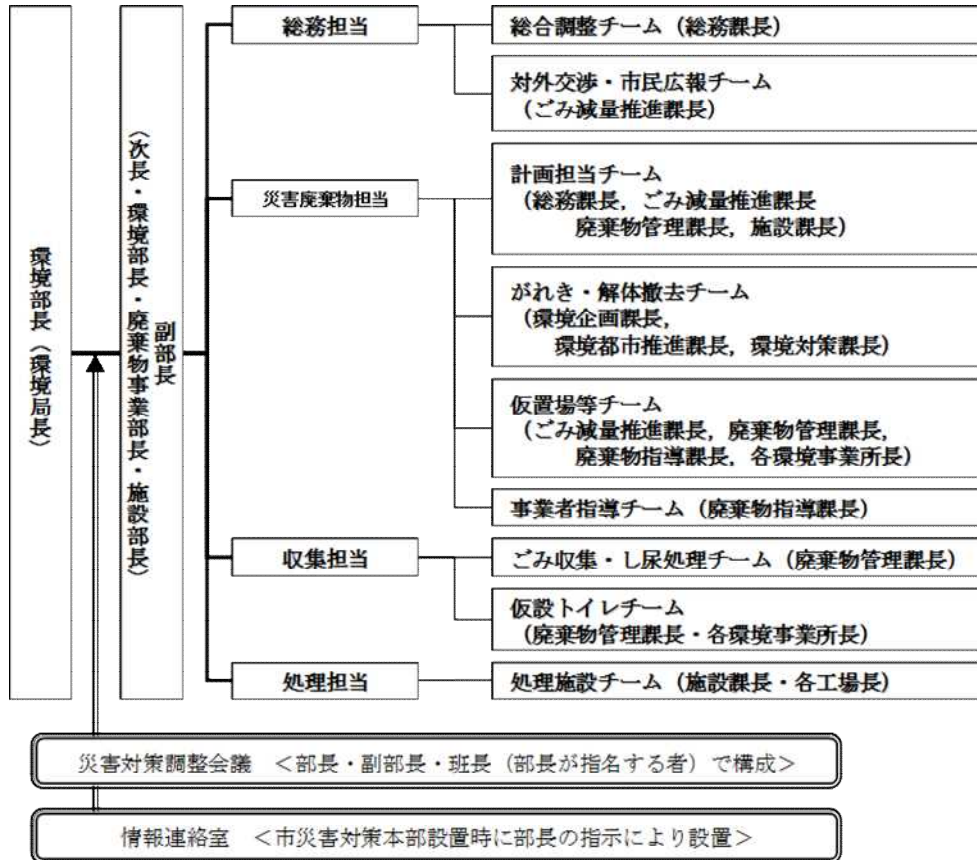 環境部長（環境局長）
副部長
（次長・環境部長・廃棄物事業部長・施設部長）
総務担当
総合調整チーム（総務課長）
対外交渉・市民広報チーム
（ごみ減量推進課長）
災害廃棄物担当
計画担当チーム
（総務課長，ごみ減量推進課長
廃棄物管理課長，施設課長）
がれき・解体撤去チーム
（環境企画課長，
環境都市推進課長，環境対策課長）
仮置場等チーム
（ごみ減量推進課長，廃棄物管理課長，
廃棄物指導課長，各環境事業所長）
事業者指導チーム（廃棄物指導課長）
収集担当
ごみ収集・し尿処理チーム（廃棄物管理課長）
仮設トイレチーム
（廃棄物管理課長・各環境事業所長）
処理担当
処理施設チーム（施設課長・各工場長）
災害対策調整会議　＜部長・副部長・班長（部長が指名する者）で構成＞
情報連絡室　＜市災害対策本部設置時に部長の指示により設置＞